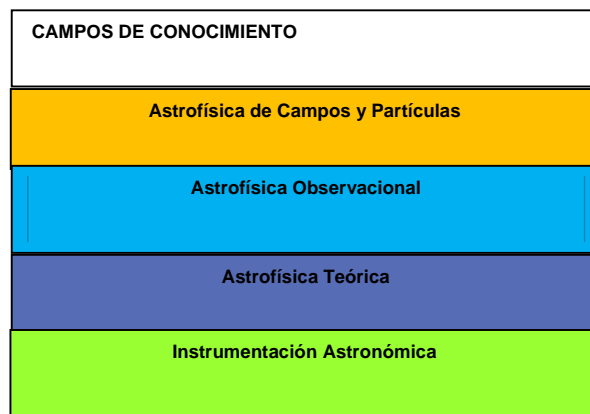 CAMPOS DE CONOCIMIENTO
Astrofísica de Campos y Partículas
Astrofísica Observacional
Astrofísica Teórica
Instrumentación Astronómica